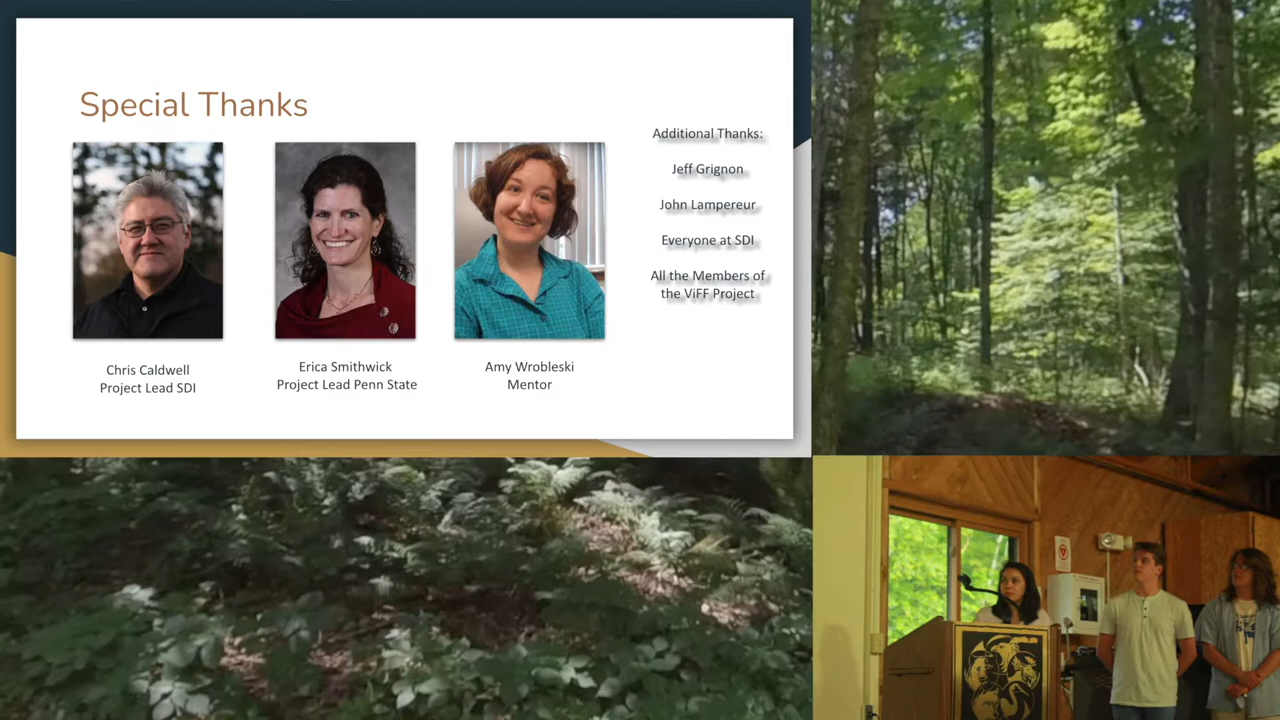 Special Thanks
Chris Caldwell
Project Lead SDI
Erica Smithwick
Project Lead Penn State
Amy Wrobleski
Mentor
Additional Thanks:
Jeff Grignon
John Lampereur
Everyone at SDI
All the Members of
the ViFF Project